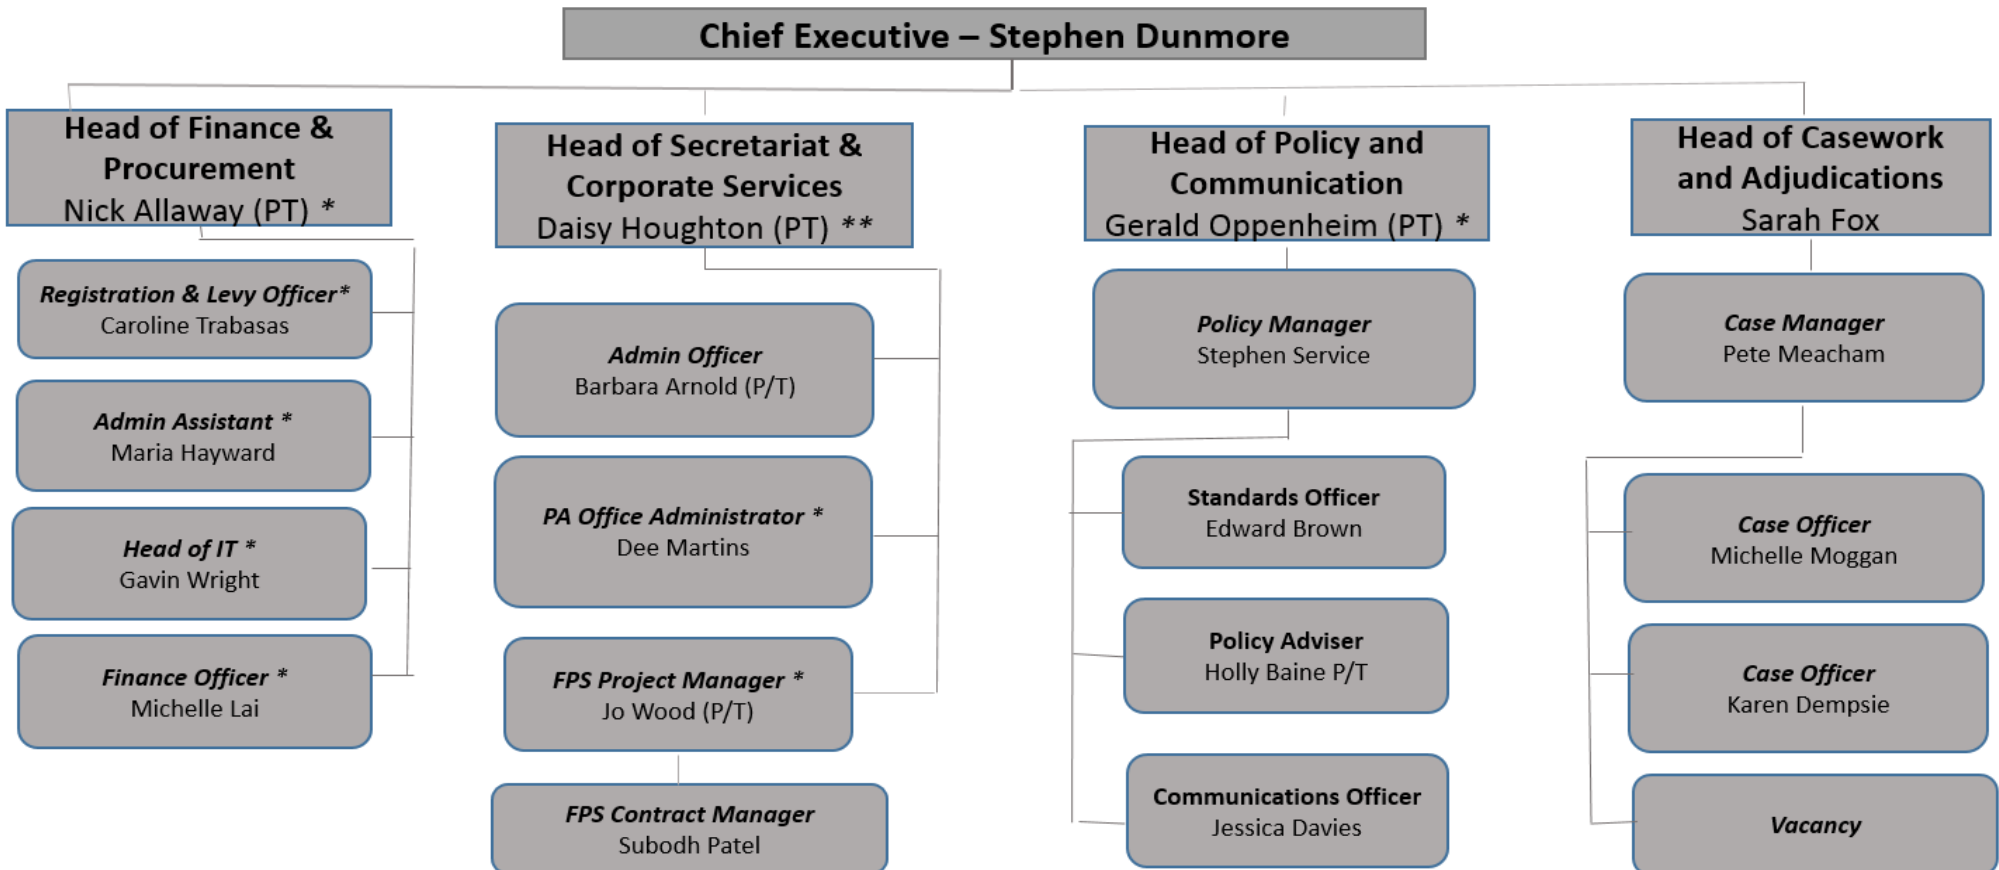 Chief Executive – Stephen Dunmore
Head of Finance &
Procurement
Nick Allaway (PT) *
Registration & Levy Officer*
Caroline Trabasas
Admin Assistant *
Maria Hayward
Head of IT *
Gavin Wright
Finance Officer *
Michelle Lai
Head of Secretariat &
Corporate Services
Daisy Houghton (PT) **
Admin Officer
Barbara Arnold (P/T)
PA Office Administrator *
Dee Martins
FPS Project Manager *
Jo Wood (P/T)
FPS Contract Manager
Subodh Patel
Head of Policy and
Communication
Gerald Oppenheim (PT) *
Policy Manager
Stephen Service
Standards Officer
Edward Brown
Policy Adviser
Holly Baine P/T
Communications Officer
Jessica Davies
Head of Casework
and Adjudications
Sarah Fox
Case Manager
Pete Meacham
Case Officer
Michelle Moggan
Case Officer
Karen Dempsie
Vacancy